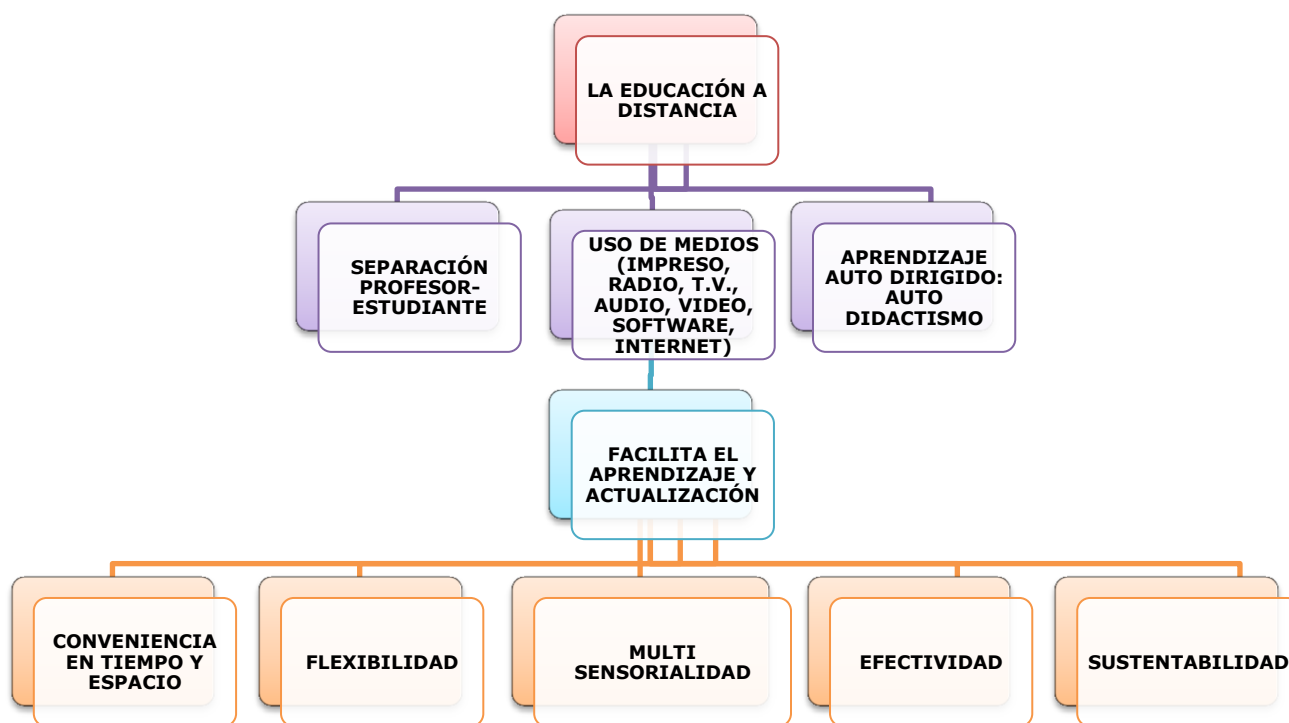 LA EDUCACIÓN A
DISTANCIA
SEPARACIÓN
PROFESOR-
ESTUDIANTE
USO DE MEDIOS
(IMPRESO,
RADIO, T.V.,
AUDIO, VIDEO,
SOFTWARE,
INTERNET)
APRENDIZAJE
AUTO DIRIGIDO:
AUTO
DIDACTISMO
FACILITA EL
APRENDIZAJE Y
ACTUALIZACIÓN
CONVENIENCIA
EN TIEMPO Y
ESPACIO
FLEXIBILIDAD
MULTI
SENSORIALIDAD
EFECTIVIDAD
SUSTENTABILIDAD